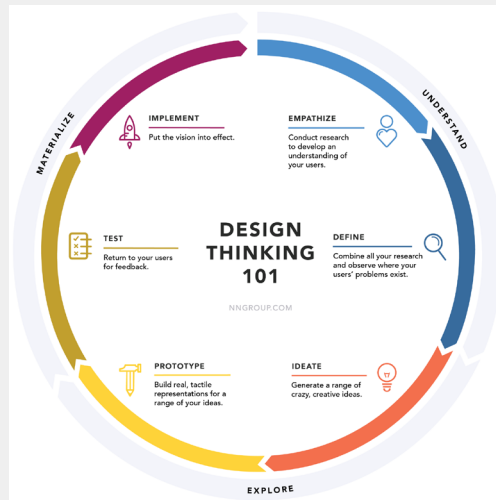 DESIGN
THINKING
101
NNGROUP.COM
UNDERSTAND
EMPATHIZE
Conduct research
to develop an
understanding of
your users.
DEFINE
Combine all your research
and observe where your
users' problems exist.
EXPLORE
IDEATE
Generate a range of
crazy, creative ideas.
PROTOTYPE
Build real, tactile
representations for a
range of your ideas.
MATERIALIZE
TEST
Return to your users
for feedback.
IMPLEMENT
Put the vision into effect.